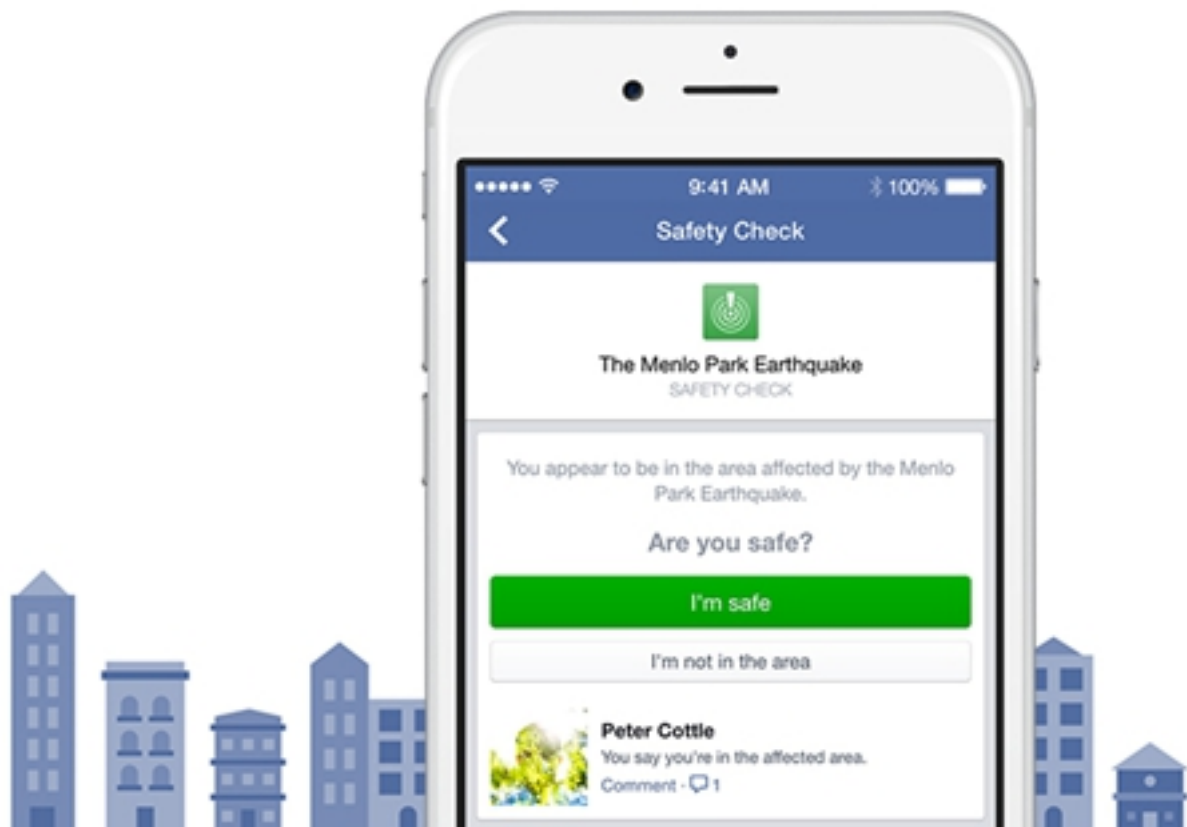 9:41 AM
100%
Safety Check
The Menlo Park Earthquake
SAFETY CHECK
You appear to be in the area affected by the Menlo
Park Earthquake.
Are you safe?
I'm safe
I'm not in the area
Peter Cottle
You say you're in the affected area.
Comment · 1